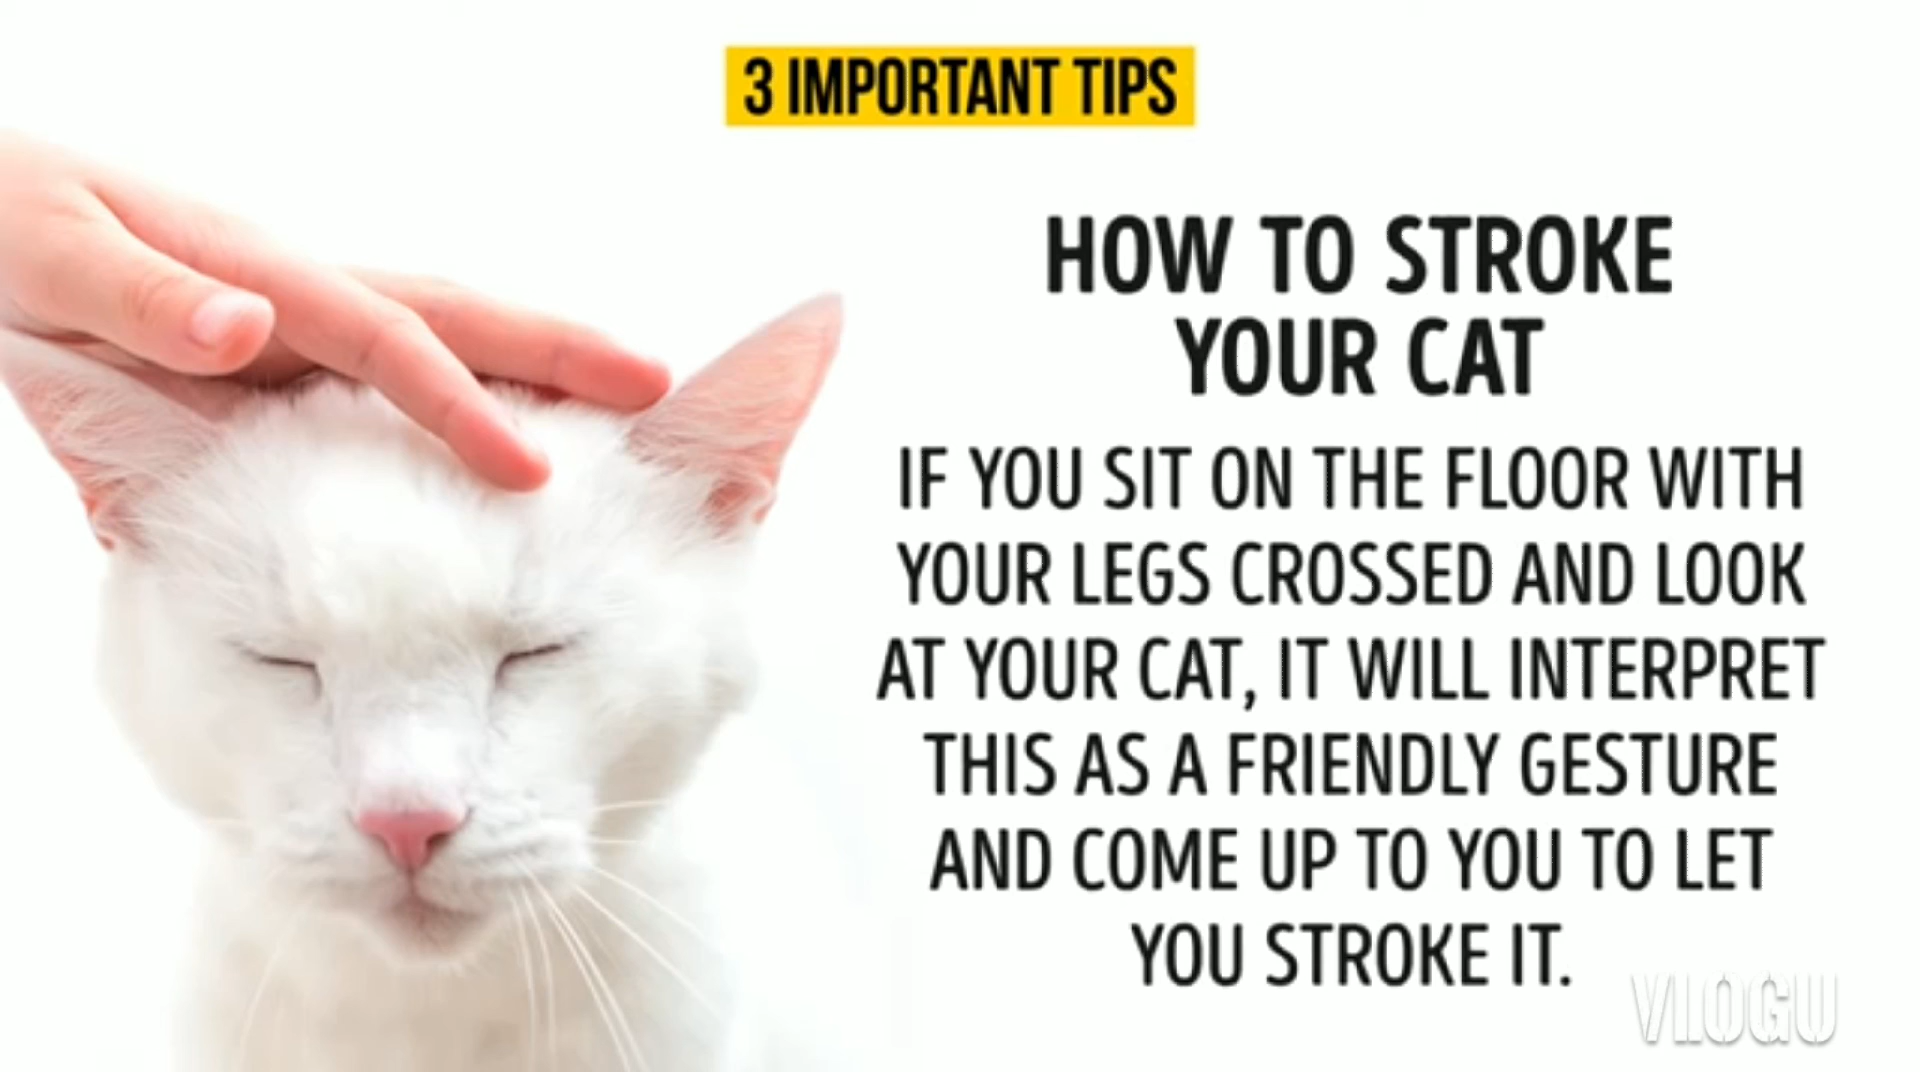 3 IMPORTANT TIPS
HOW TO STROKE
YOUR CAT
IF YOU SIT ON THE FLOOR WITH
YOUR LEGS CROSSED AND LOOK
AT YOUR CAT, IT WILL INTERPRET
THIS AS A FRIENDLY GESTURE
AND COME UP TO YOU TO LET
YOU STROKE IT.
VLOGU